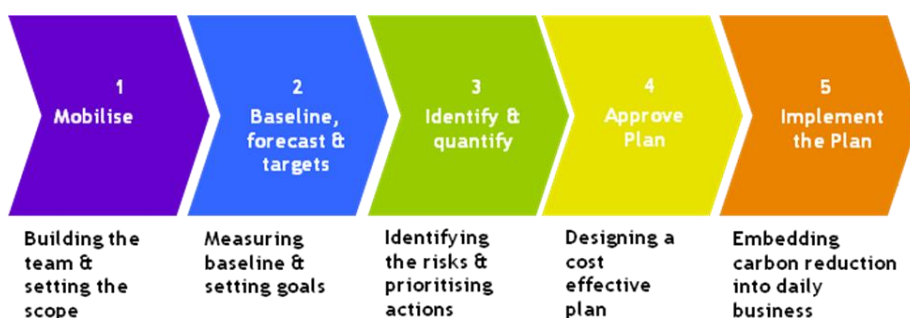 1
Mobilise
2
Baseline,
forecast &
targets
3
Identify &
quantify
4
Approve
Plan
5
Implement
the Plan
Building the
team &
setting the
scope
Measuring
baseline &
setting goals
Identifying
the risks &
prioritising
actions
Designing a
cost
effective
plan
Embedding
carbon reduction
into daily
business